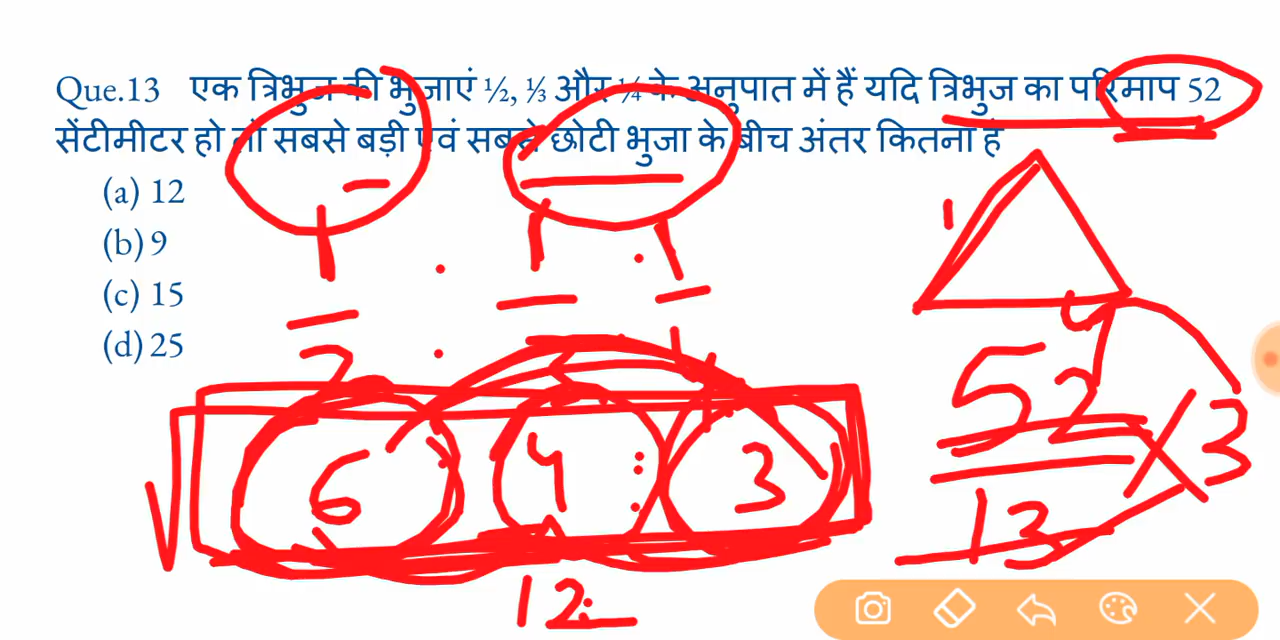 Que.13 एक त्रिभुज की भुजाएं ½, ⅓ और ¼ के अनुपात में हैं यदि त्रिभुज का परिमाप 52
सेंटीमीटर हो तो सबसे बड़ी एवं सबसे छोटी भुजा के बीच अंतर कितना है
(a) 12
(b) 9
(c) 15
(d) 25
1 : 1 : 1
2 : 3 : 4
6 : 4 : 3
12
4
52 × 3
13